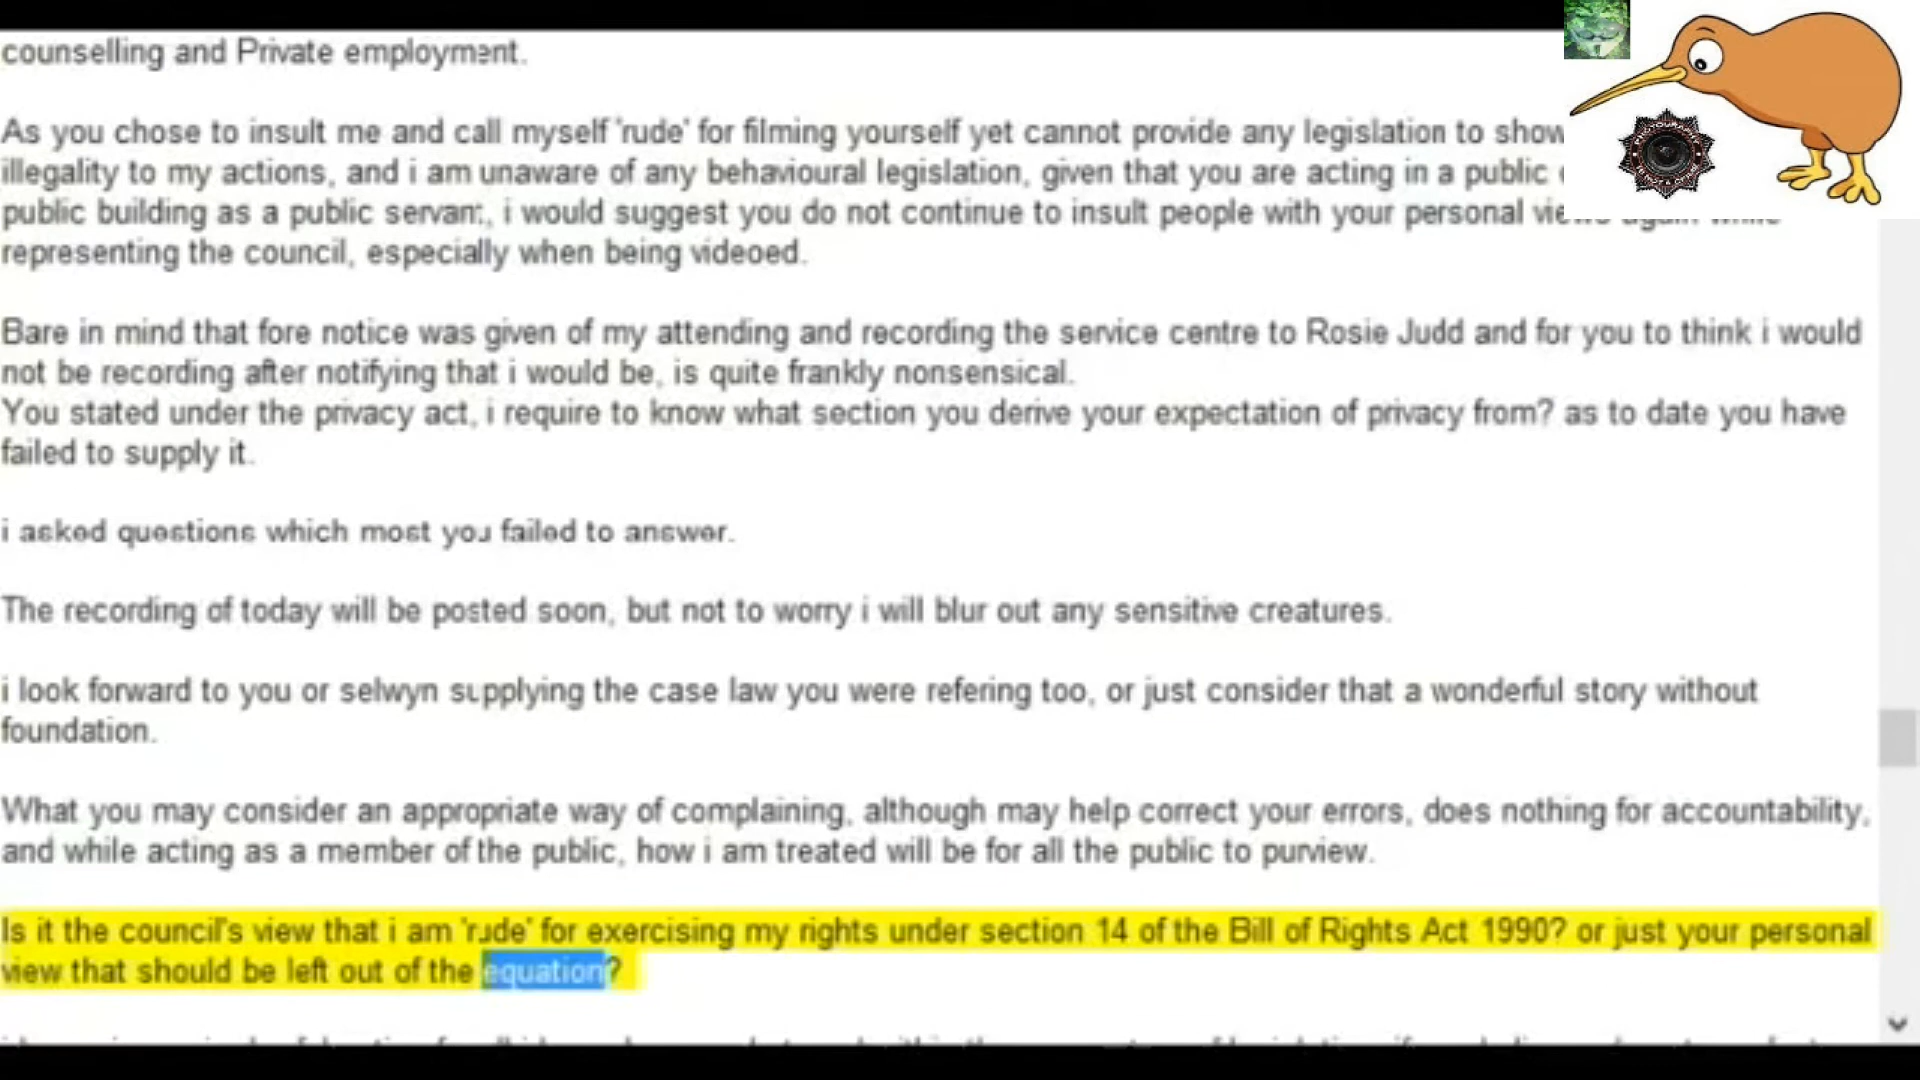 counselling and Private employment.
As you chose to insult me and call myself 'rude' for filming yourself yet cannot provide any legislation to show
illegality to my actions, and i am unaware of any behavioural legislation, given that you are acting in a public
public building as a public servant, i would suggest you do not continue to insult people with your personal views again while
representing the council, especially when being videoed.
Bare in mind that fore notice was given of my attending and recording the service centre to Rosie Judd and for you to think i would
not be recording after notifying that i would be, is quite frankly nonsensical.
You stated under the privacy act, i require to know what section you derive your expectation of privacy from? as to date you have
failed to supply it.
i asked questions which most you failed to answer.
The recording of today will be posted soon, but not to worry i will blur out any sensitive creatures.
i look forward to you or selwyn supplying the case law you were refering too, or just consider that a wonderful story without
foundation.
What you may consider an appropriate way of complaining, although may help correct your errors, does nothing for accountability,
and while acting as a member of the public, how i am treated will be for all the public to purview.
Is it the council's view that i am 'rude' for exercising my rights under section 14 of the Bill of Rights Act 1990? or just your personal
view that should be left out of the equation?